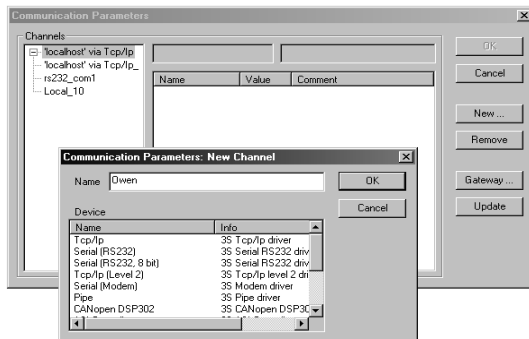 Communication Parameters
Channels
'localhost' via Tcp/Ip
'localhost' via Tcp/Ip_
rs232_com1
Local_10
Name Value Comment
OK
Cancel
New ...
Remove
Gateway ...
Update
Communication Parameters: New Channel
Name Owen
OK
Cancel
Device
Name Info
Tcp/Ip 3S Tcp/Ip driver
Serial (RS232) 3S Serial RS232 driv
Serial (RS232, 8 bit) 3S Serial RS232 driv
Tcp/Ip (Level 2) 3S Tcp/Ip level 2 dri
Serial (Modem) 3S Modem driver
Pipe 3S Pipe driver
CANopen DSP302 3S CANopen DSP30